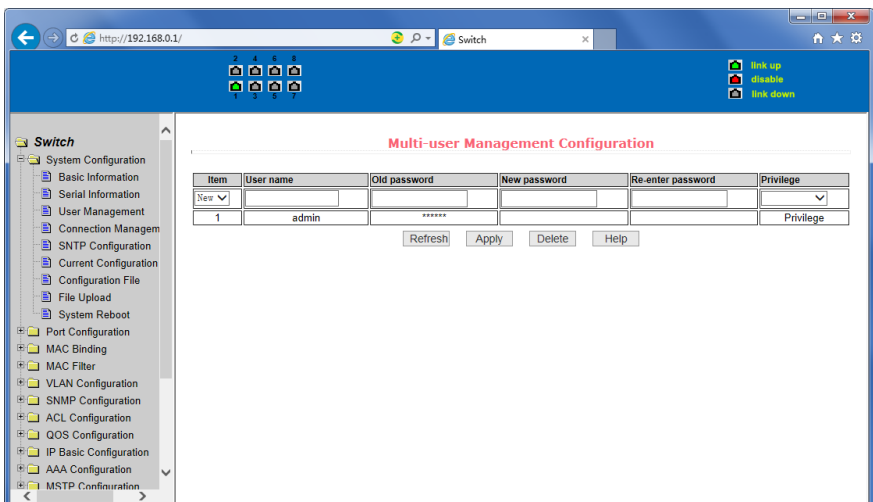 http://192.168.0.1/
Switch
2 4 6 8
1 3 5 7
link up
disable
link down
Switch
System Configuration
Basic Information
Serial Information
User Management
Connection Managem
SNTP Configuration
Current Configuration
Configuration File
File Upload
System Reboot
Port Configuration
MAC Binding
MAC Filter
VLAN Configuration
SNMP Configuration
ACL Configuration
QOS Configuration
IP Basic Configuration
AAA Configuration
MSTP Configuration
Multi-user Management Configuration
Item User name Old password New password Re-enter password Privilege
New
1 admin ****** Privilege
Refresh Apply Delete Help